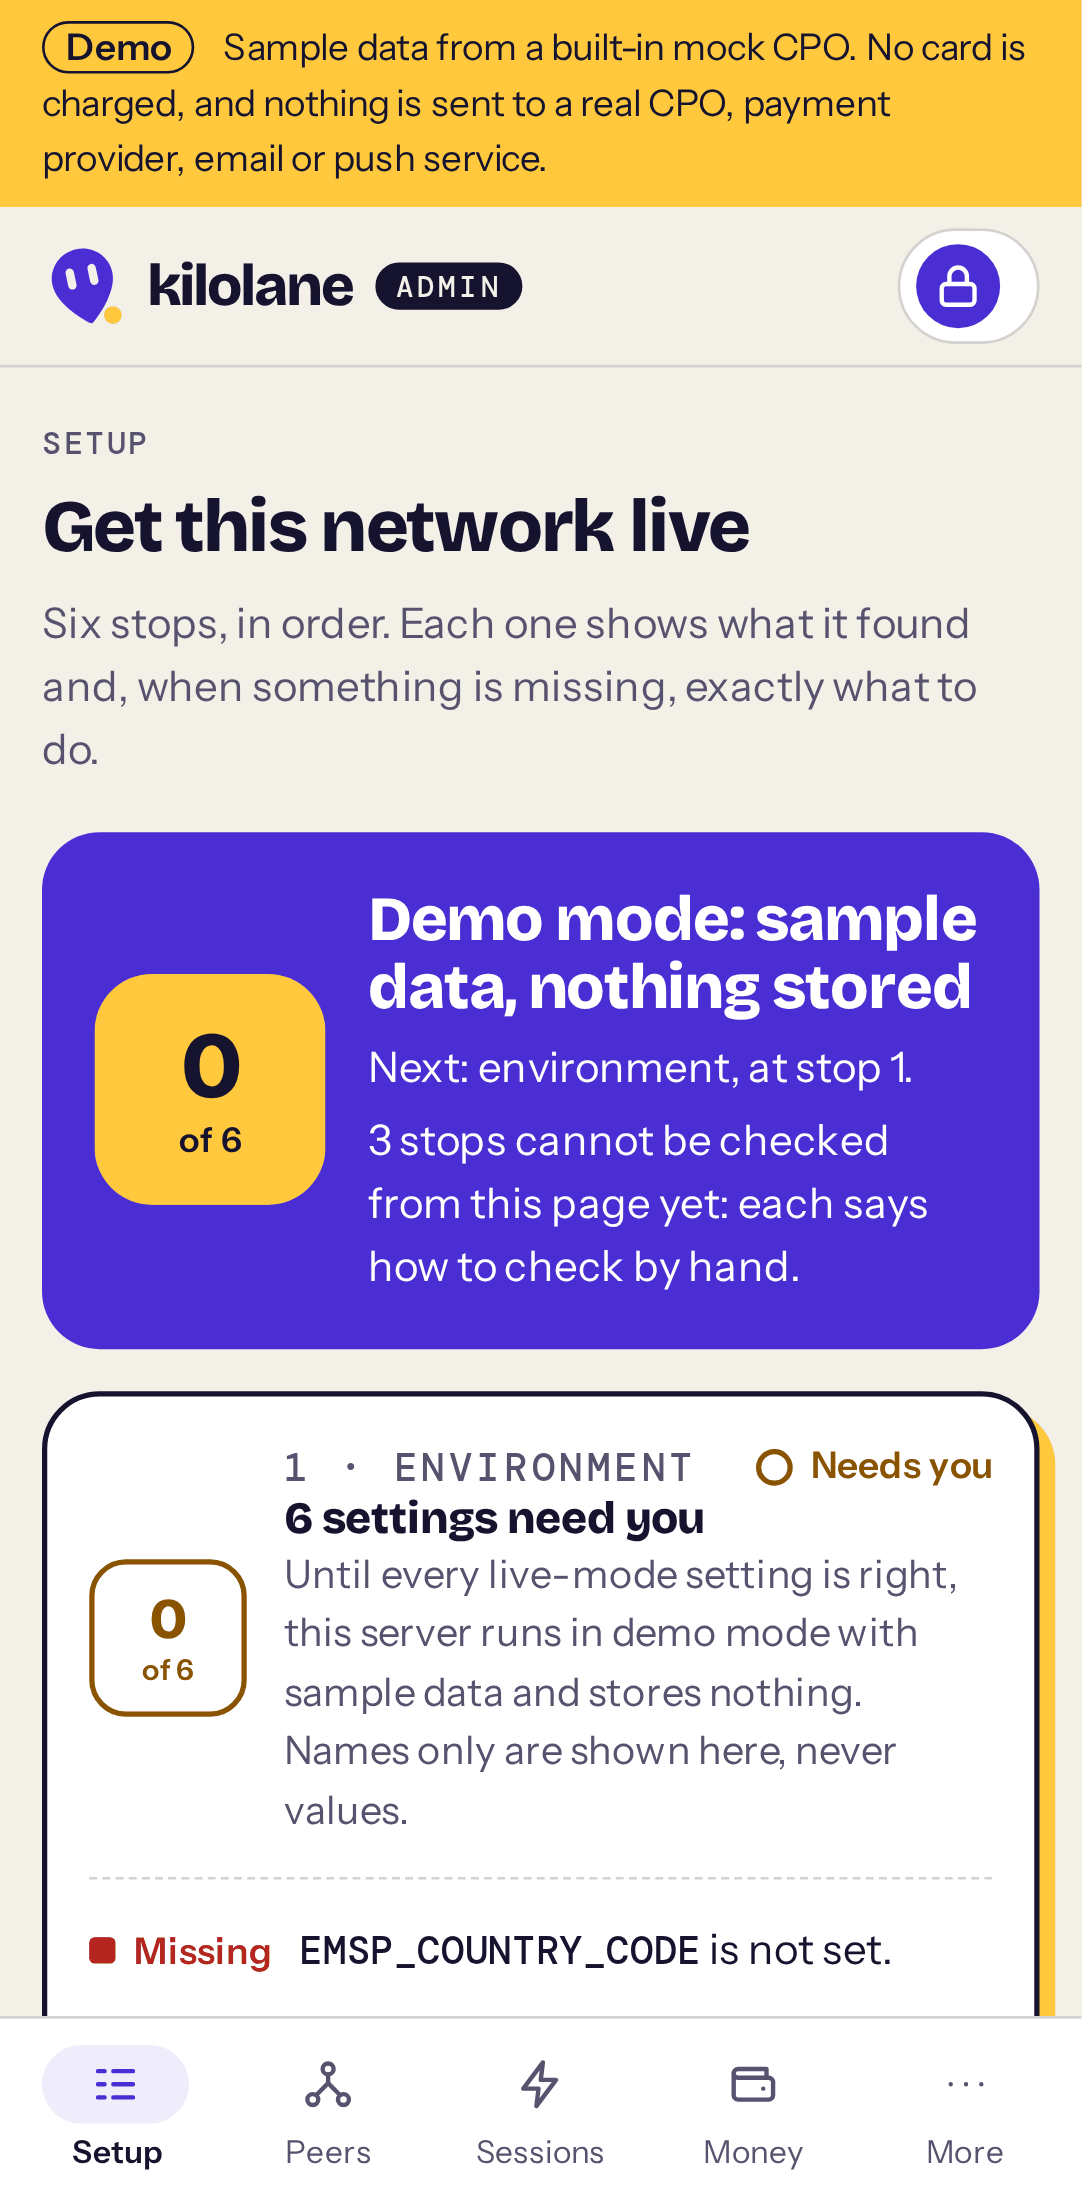 Demo Sample data from a built-in mock CPO. No card is
charged, and nothing is sent to a real CPO, payment
provider, email or push service.
kilolane ADMIN
SETUP
Get this network live
Six stops, in order. Each one shows what it found
and, when something is missing, exactly what to
do.
0
of 6
Demo mode: sample
data, nothing stored
Next: environment, at stop 1.
3 stops cannot be checked
from this page yet: each says
how to check by hand.
1 · ENVIRONMENT
Needs you
6 settings need you
0
of 6
Until every live-mode setting is right,
this server runs in demo mode with
sample data and stores nothing.
Names only are shown here, never
values.
Missing EMSP_COUNTRY_CODE is not set.
Setup Peers Sessions Money More